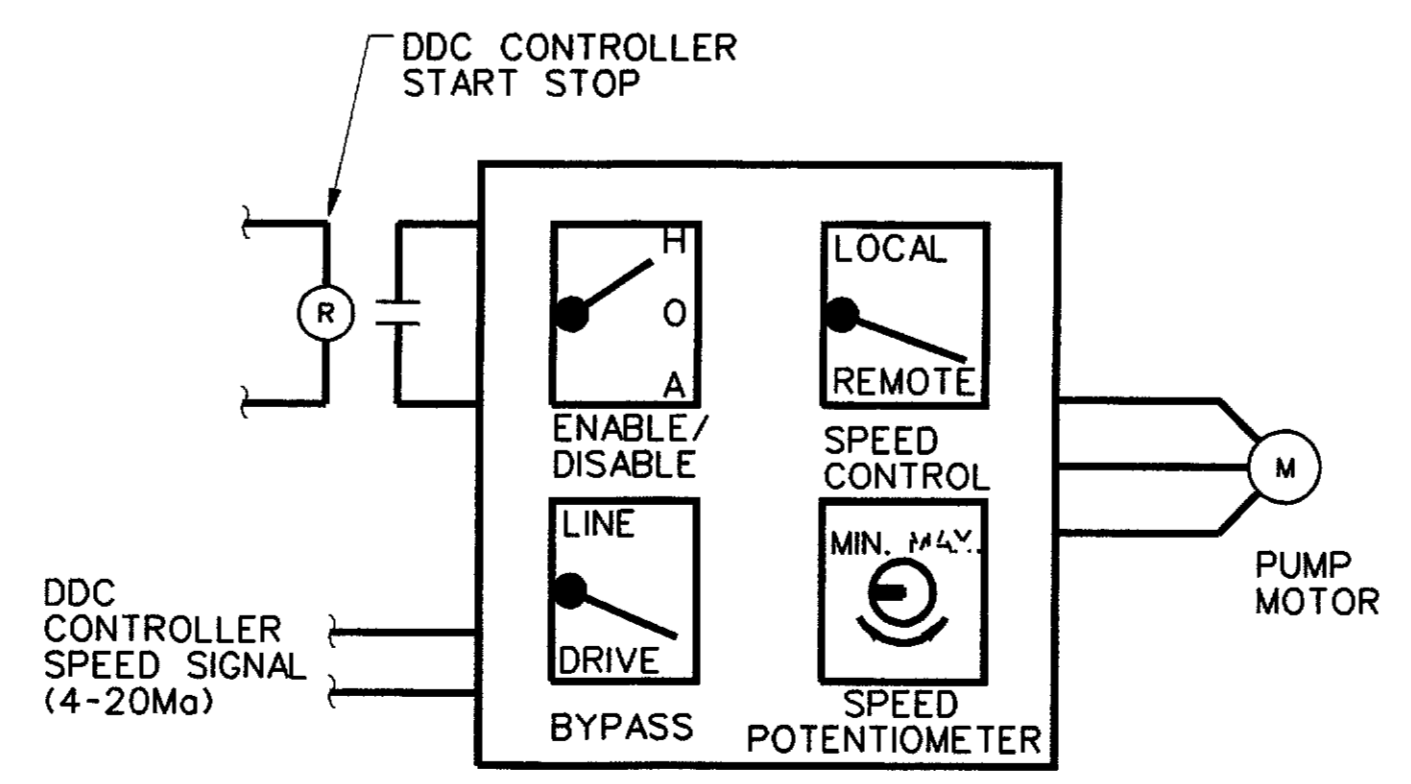 DDC CONTROLLER
START STOP
R
H
O
A
ENABLE/
DISABLE
LOCAL
REMOTE
SPEED
CONTROL
LINE
DRIVE
BYPASS
MIN. MAX.
SPEED
POTENTIOMETER
DDC
CONTROLLER
SPEED SIGNAL
(4-20Ma)
M
PUMP
MOTOR